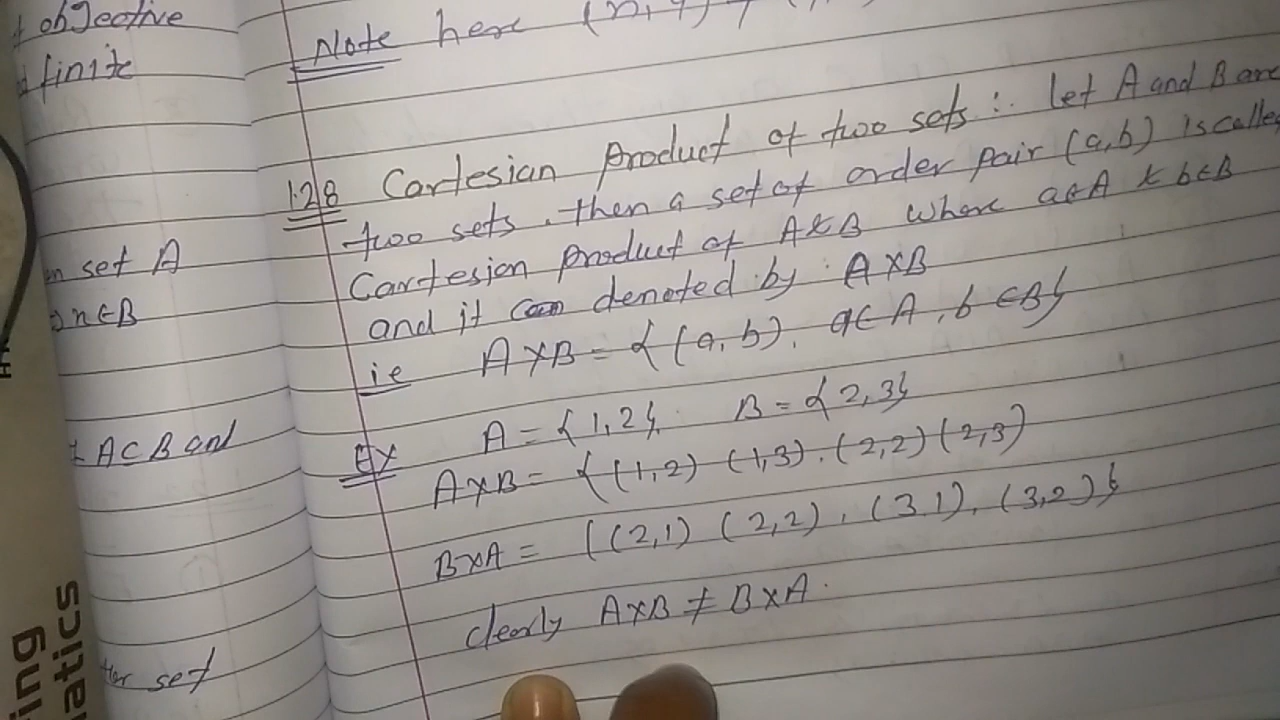 objective
finite
set A
x∈B
A⊂B and
set
Note here
1.28 Cartesian Product of two sets :. let A and B are
two sets. then a set of order pair (a,b) is called
Cartesian product of A & B where a∈A & b∈B
and it can denoted by A×B
ie A×B = {(a,b), a∈A, b∈B}
Ex A = {1,2}, B = {2,3}
A×B = {(1,2) (1,3), (2,2) (2,3)
B×A = {(2,1) (2,2), (3,1), (3,2)}
clearly A×B ≠ B×A.